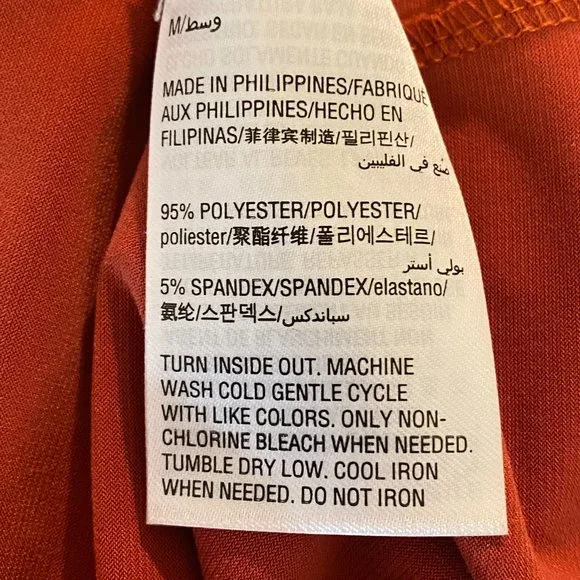 M/وسط
MADE IN PHILIPPINES/FABRIQUÉ
AUX PHILIPPINES/HECHO EN
FILIPINAS/菲律宾制造/필리핀산/
صُنع في الفلبين
95% POLYESTER/POLYESTER/
poliester/聚酯纤维/폴리에스테르/
بولي أستر
5% SPANDEX/SPANDEX/elastano/
氨纶/스판덱스/سباندكس
TURN INSIDE OUT. MACHINE
WASH COLD GENTLE CYCLE
WITH LIKE COLORS. ONLY NON-
CHLORINE BLEACH WHEN NEEDED.
TUMBLE DRY LOW. COOL IRON
WHEN NEEDED. DO NOT IRON